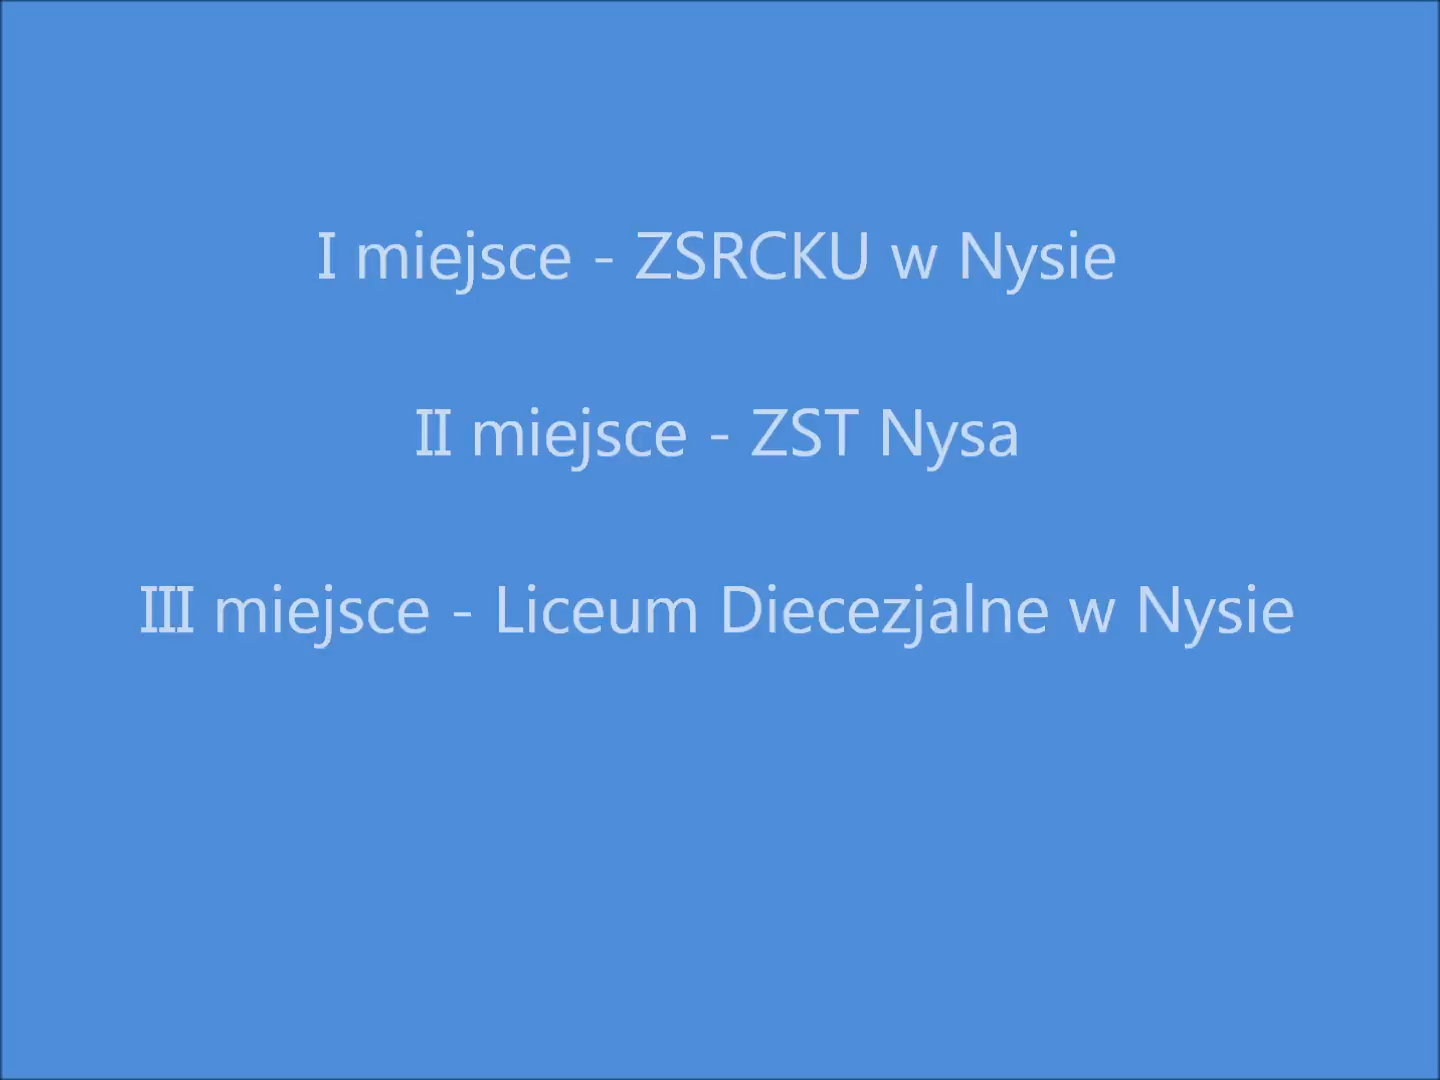 I miejsce - ZSRCKU w Nysie
II miejsce - ZST Nysa
III miejsce - Liceum Diecezjalne w Nysie